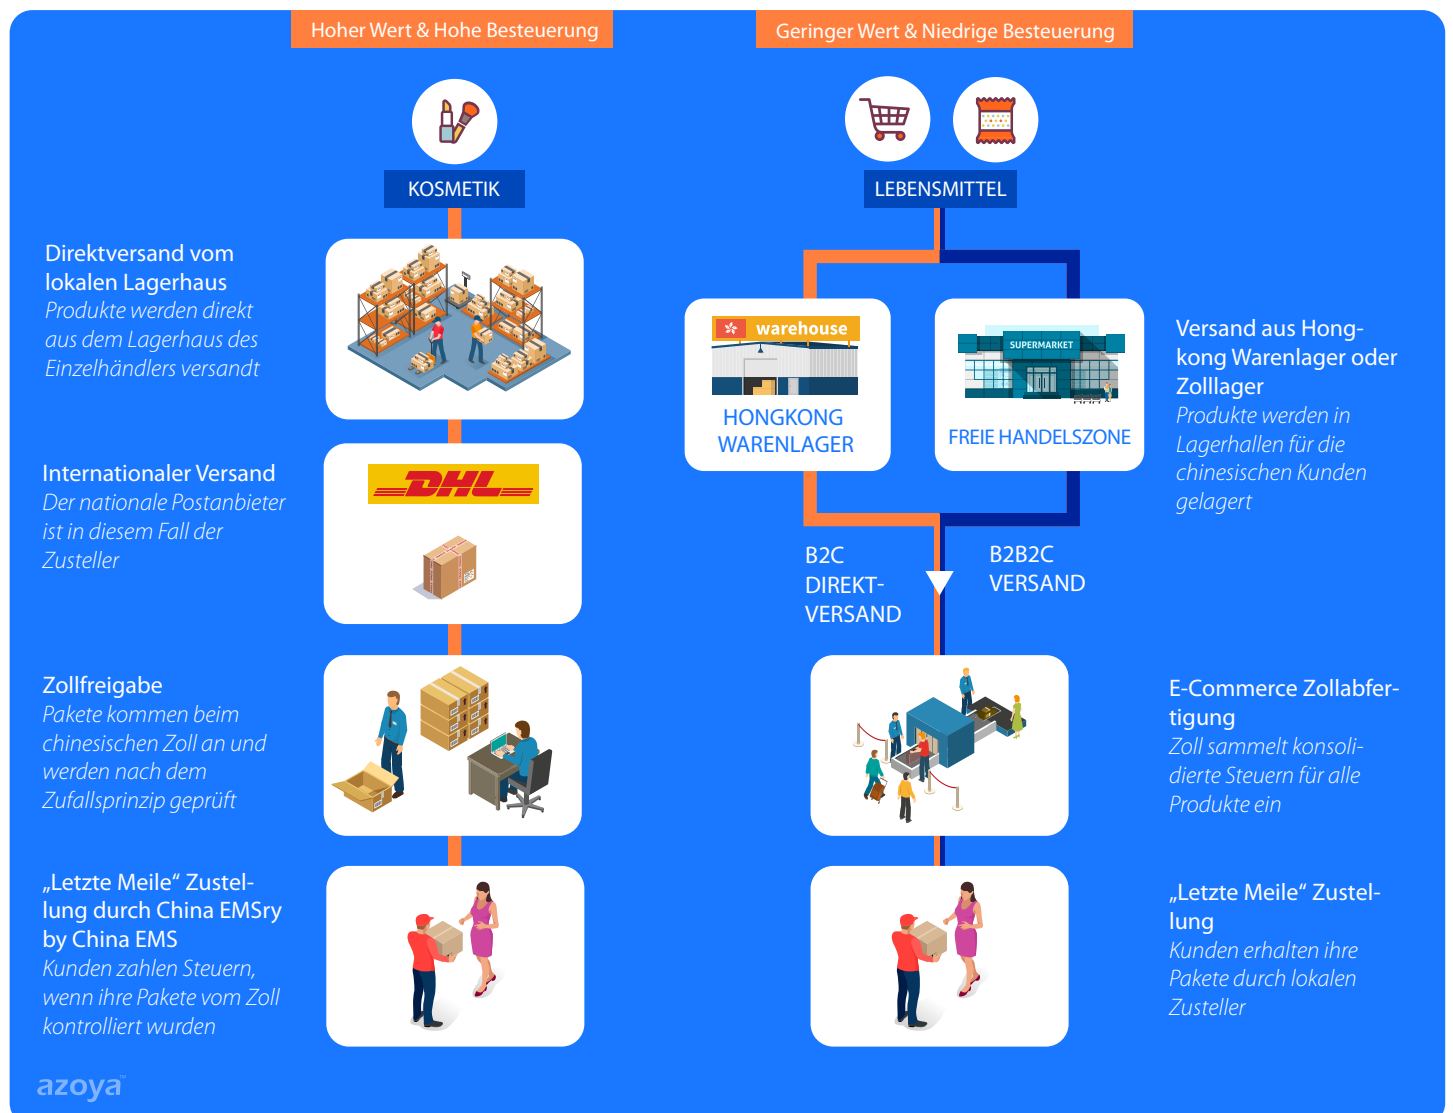 Hoher Wert & Hohe Besteuerung
Geringer Wert & Niedrige Besteuerung
KOSMETIK
LEBENSMITTEL
Direktversand vom
lokalen Lagerhaus
Produkte werden direkt
aus dem Lagerhaus des
Einzelhändlers versandt
warehouse
HONGKONG
WARENLAGER
SUPERMARKET
FREIE HANDELSZONE
Versand aus Hong-
kong Warenlager oder
Zolllager
Produkte werden in
Lagerhallen für die
chinesischen Kunden
gelagert
Internationaler Versand
Der nationale Postanbieter
ist in diesem Fall der
Zusteller
DHL
B2C
DIREKT-
VERSAND
B2B2C
VERSAND
Zollfreigabe
Pakete kommen beim
chinesischen Zoll an und
werden nach dem
Zufallsprinzip geprüft
E-Commerce Zollabfer-
tigung
Zoll sammelt konsoli-
dierte Steuern für alle
Produkte ein
„Letzte Meile“ Zustel-
lung durch China EMSry
by China EMS
Kunden zahlen Steuern,
wenn ihre Pakete vom Zoll
kontrolliert wurden
„Letzte Meile“ Zustel-
lung
Kunden erhalten ihre
Pakete durch lokalen
Zusteller
azoya™